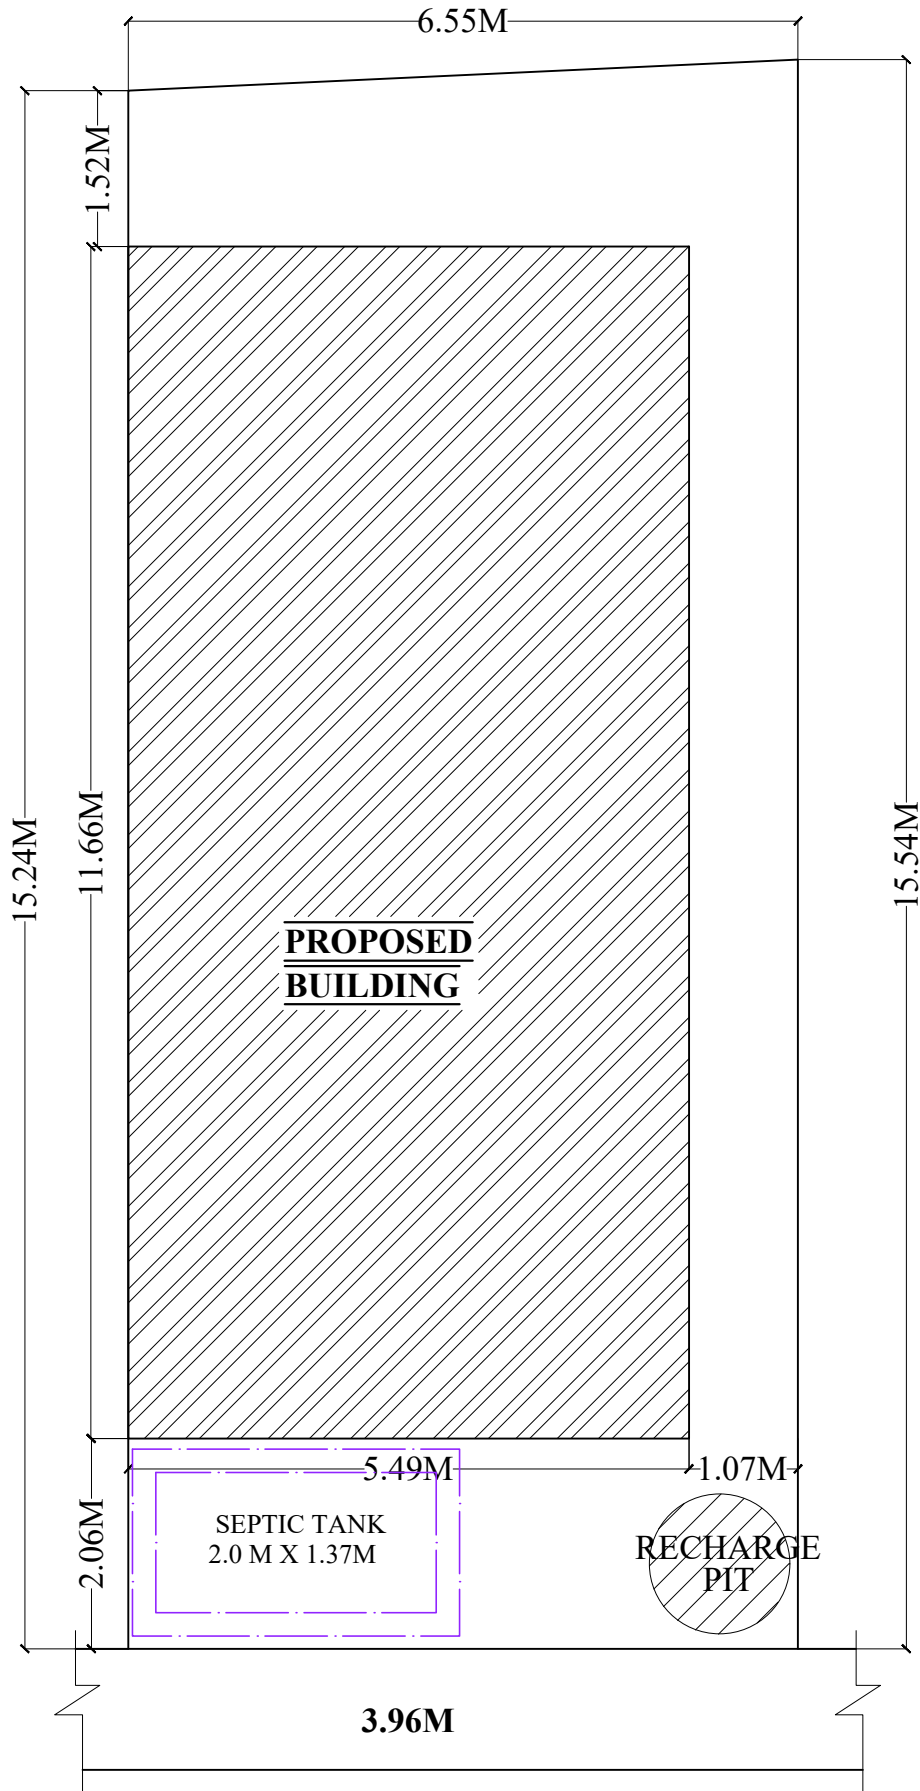 6.55M
1.52M
15.24M
11.66M
15.54M
PROPOSED
BUILDING
5.49M
1.07M
2.06M
SEPTIC TANK
2.0 M X 1.37M
RECHARGE
PIT
3.96M